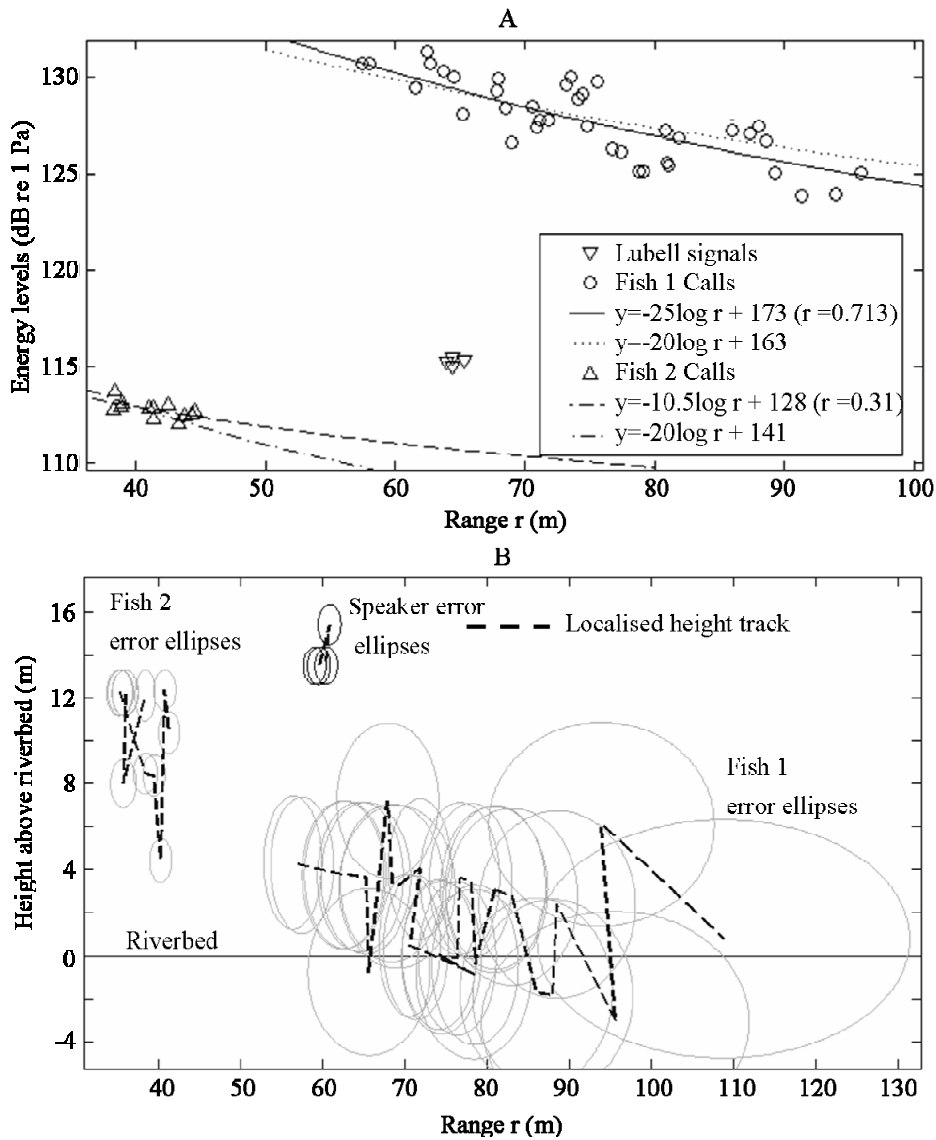 A
Energy levels (dB re 1 Pa)
130
125
120
115
110
40
50
60
70
80
90
100
Range r (m)
Lubell signals
Fish 1 Calls
y=-25log r + 173 (r =0.713)
y=-20log r + 163
Fish 2 Calls
y=-10.5log r + 128 (r =0.31)
y=-20log r + 141
B
Height above riverbed (m)
16
12
8
4
0
-4
Fish 2
error ellipses
Speaker error
ellipses
Localised height track
Fish 1
error ellipses
Riverbed
40
50
60
70
80
90
100
110
120
130
Range r (m)